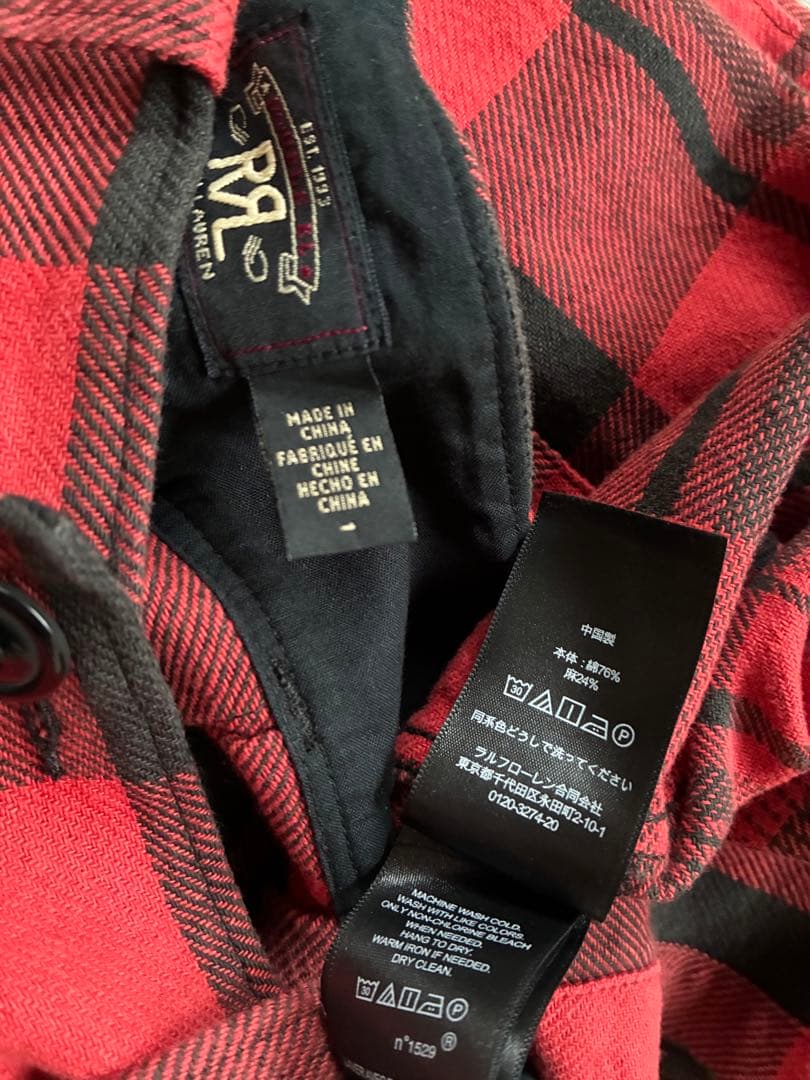 EST. 1993
RRL
LAUREN
MADE IN
CHINA
FABRIQUÉ EN
CHINE
HECHO EN
CHINA
中国製
本体:綿76%
麻24%
30
P
同系色どうしで洗ってください
ラルフローレン合同会社
東京都千代田区永田町2-10-1
0120-3274-20
MACHINE WASH COLD.
WASH WITH LIKE COLORS.
ONLY NON-CHLORINE BLEACH
WHEN NEEDED.
HANG TO DRY.
WARM IRON IF NEEDED.
DRY CLEAN.
30
P
n°1529 ®